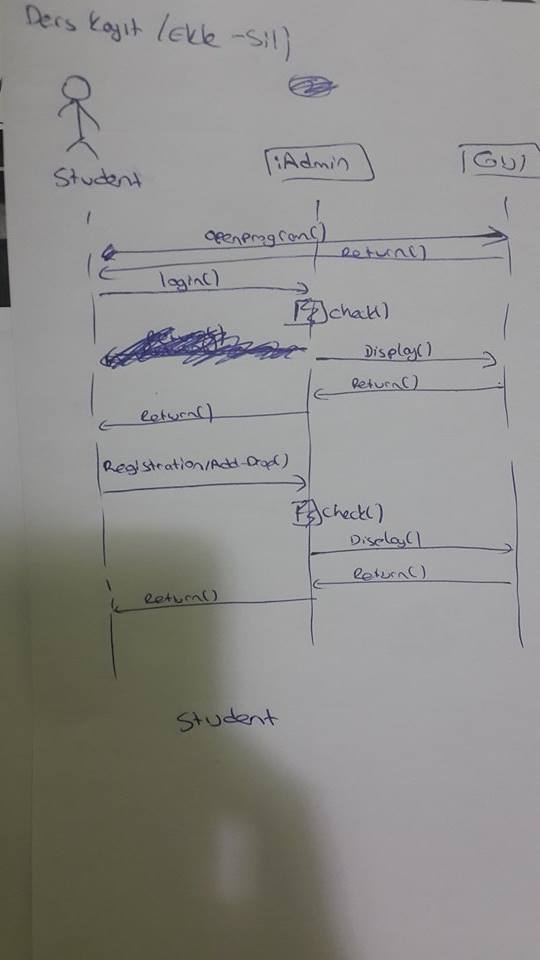 Ders Kayıt (Ekle - Sil)
Student
:Admin
GUI
openprogram()
Return()
login()
check()
Display()
Return()
Return()
Registration/Add-Drop()
check()
Display()
Return()
Return()
Student